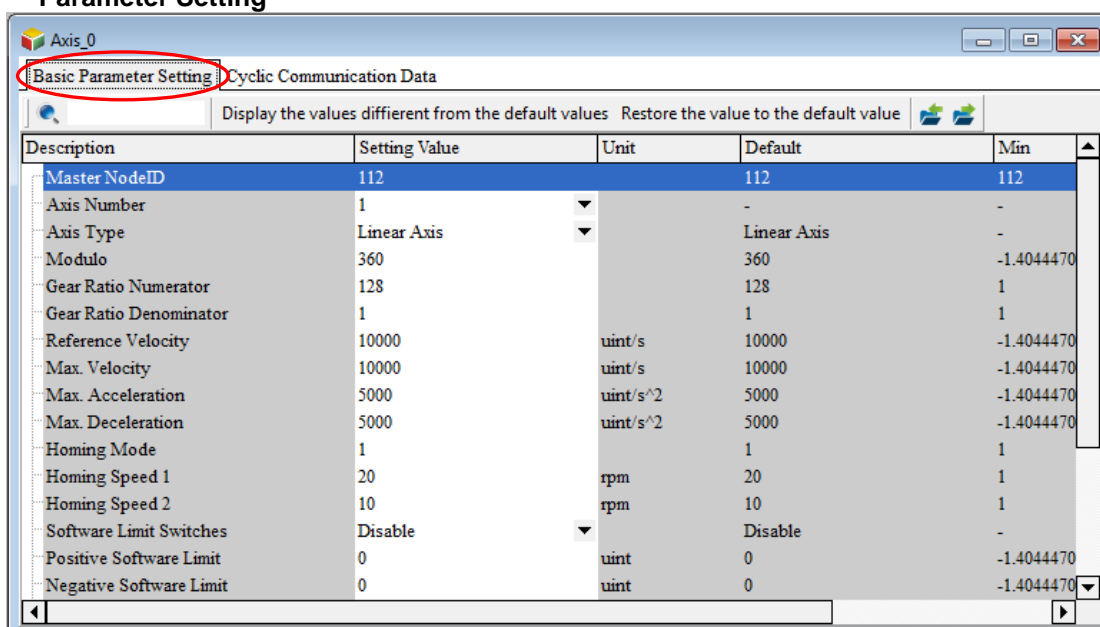 Parameter Setting
Axis_0
Basic Parameter Setting Cyclic Communication Data
Display the values diffierent from the default values Restore the value to the default value
Description Setting Value Unit Default Min
Master NodeID 112 112 112
Axis Number 1 - -
Axis Type Linear Axis Linear Axis -
Modulo 360 360 -1.4044470
Gear Ratio Numerator 128 128 1
Gear Ratio Denominator 1 1 1
Reference Velocity 10000 uint/s 10000 -1.4044470
Max. Velocity 10000 uint/s 10000 -1.4044470
Max. Acceleration 5000 uint/s^2 5000 -1.4044470
Max. Deceleration 5000 uint/s^2 5000 -1.4044470
Homing Mode 1 1 1
Homing Speed 1 20 rpm 20 1
Homing Speed 2 10 rpm 10 1
Software Limit Switches Disable Disable -
Positive Software Limit 0 uint 0 -1.4044470
Negative Software Limit 0 uint 0 -1.4044470